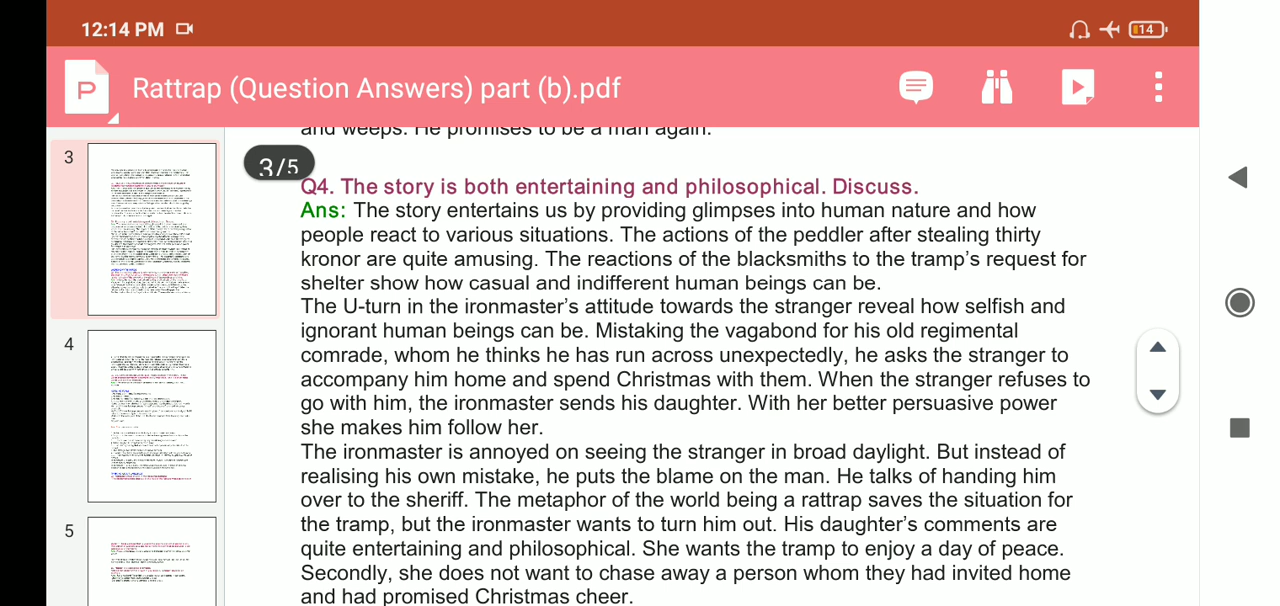 12:14 PM
14
P
Rattrap (Question Answers) part (b).pdf
and weeps. He promises to be a man again.
3
3/5
Q4. The story is both entertaining and philosophical. Discuss.
Ans: The story entertains us by providing glimpses into human nature and how
people react to various situations. The actions of the peddler after stealing thirty
kronor are quite amusing. The reactions of the blacksmiths to the tramp's request for
shelter show how casual and indifferent human beings can be.
The U-turn in the ironmaster's attitude towards the stranger reveal how selfish and
ignorant human beings can be. Mistaking the vagabond for his old regimental
comrade, whom he thinks he has run across unexpectedly, he asks the stranger to
accompany him home and spend Christmas with them. When the stranger refuses to
go with him, the ironmaster sends his daughter. With her better persuasive power
she makes him follow her.
The ironmaster is annoyed on seeing the stranger in broad daylight. But instead of
realising his own mistake, he puts the blame on the man. He talks of handing him
over to the sheriff. The metaphor of the world being a rattrap saves the situation for
the tramp, but the ironmaster wants to turn him out. His daughter's comments are
quite entertaining and philosophical. She wants the tramp to enjoy a day of peace.
Secondly, she does not want to chase away a person whom they had invited home
and had promised Christmas cheer.
4
5